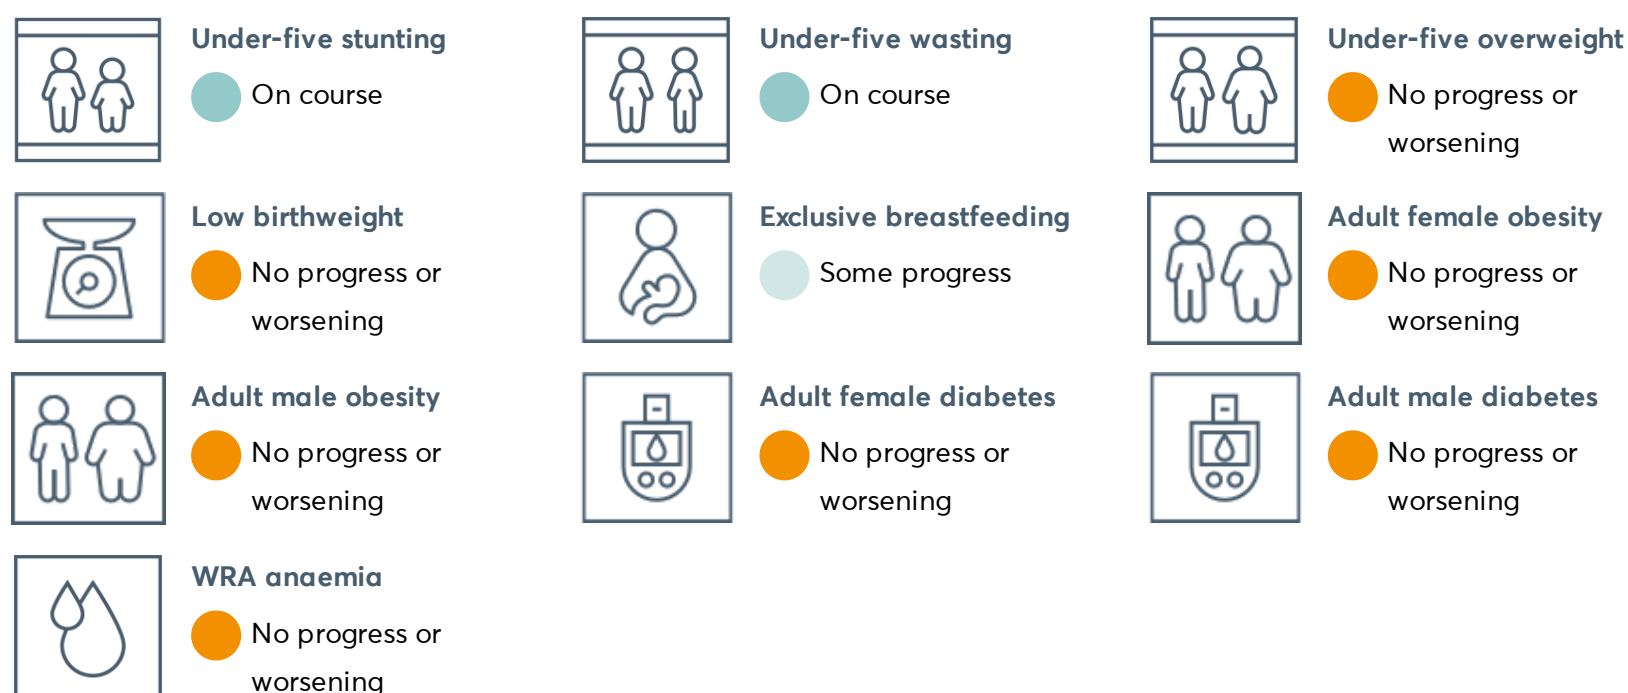 Under-five stunting
On course
Under-five wasting
On course
Under-five overweight
No progress or
worsening
Low birthweight
No progress or
worsening
Exclusive breastfeeding
Some progress
Adult female obesity
No progress or
worsening
Adult male obesity
No progress or
worsening
Adult female diabetes
No progress or
worsening
Adult male diabetes
No progress or
worsening
WRA anaemia
No progress or
worsening